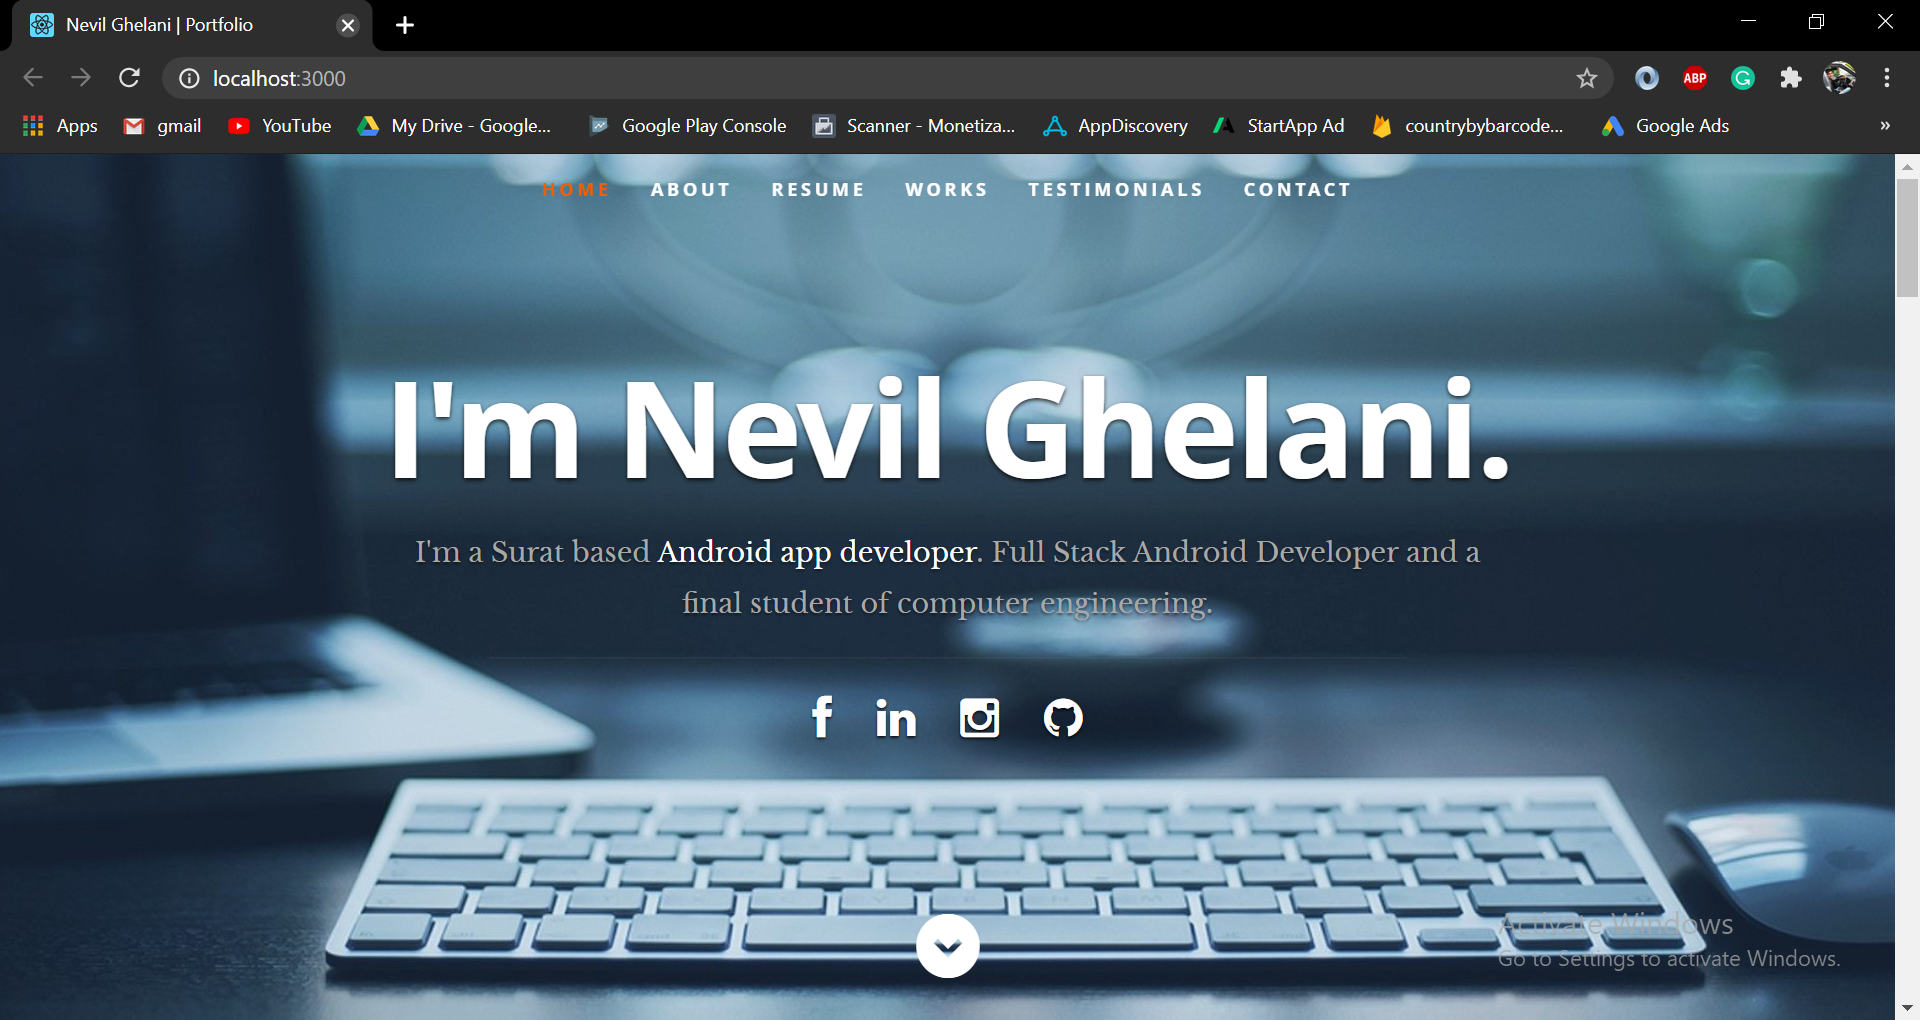 Nevil Ghelani | Portfolio
localhost:3000
ABP
Apps gmail YouTube My Drive - Google... Google Play Console Scanner - Monetiza... AppDiscovery StartApp Ad countrybybarcode... Google Ads »
HOME ABOUT RESUME WORKS TESTIMONIALS CONTACT
I'm Nevil Ghelani.
I'm a Surat based Android app developer. Full Stack Android Developer and a
final student of computer engineering.
Activate Windows
Go to Settings to activate Windows.